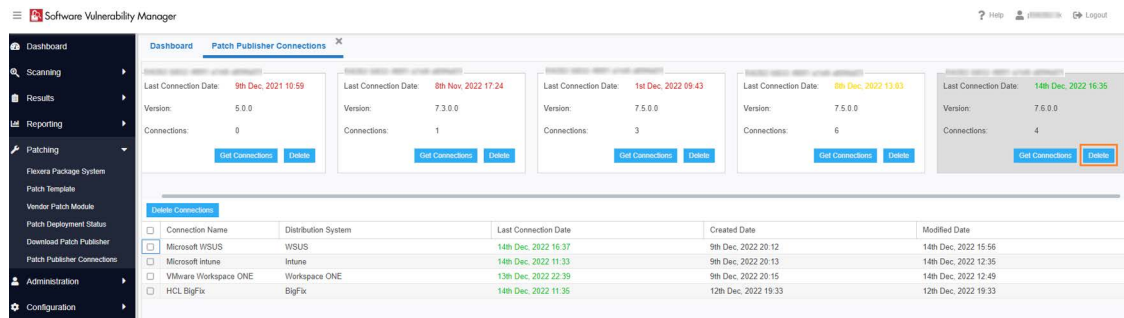 Software Vulnerability Manager
? Help
Logout
Dashboard
Scanning
Results
Reporting
Patching
Flexera Package System
Patch Template
Vendor Patch Module
Patch Deployment Status
Download Patch Publisher
Patch Publisher Connections
Administration
Configuration
Dashboard Patch Publisher Connections
Last Connection Date: 9th Dec, 2021 10:59
Version: 5.0.0
Connections: 0
Get Connections Delete
Last Connection Date: 8th Nov, 2022 17:24
Version: 7.3.0.0
Connections: 1
Get Connections Delete
Last Connection Date: 1st Dec, 2022 09:43
Version: 7.5.0.0
Connections: 3
Get Connections Delete
Last Connection Date: 8th Dec, 2022 13:03
Version: 7.5.0.0
Connections: 6
Get Connections Delete
Last Connection Date: 14th Dec, 2022 16:35
Version: 7.6.0.0
Connections: 4
Get Connections Delete
Delete Connections
Connection Name Distribution System Last Connection Date Created Date Modified Date
Microsoft WSUS WSUS 14th Dec, 2022 16:37 9th Dec, 2022 20:12 14th Dec, 2022 15:56
Microsoft intune Intune 14th Dec, 2022 11:33 9th Dec, 2022 20:13 14th Dec, 2022 12:35
VMware Workspace ONE Workspace ONE 13th Dec, 2022 22:39 9th Dec, 2022 20:15 14th Dec, 2022 12:49
HCL BigFix BigFix 14th Dec, 2022 11:35 12th Dec, 2022 19:33 12th Dec, 2022 19:33